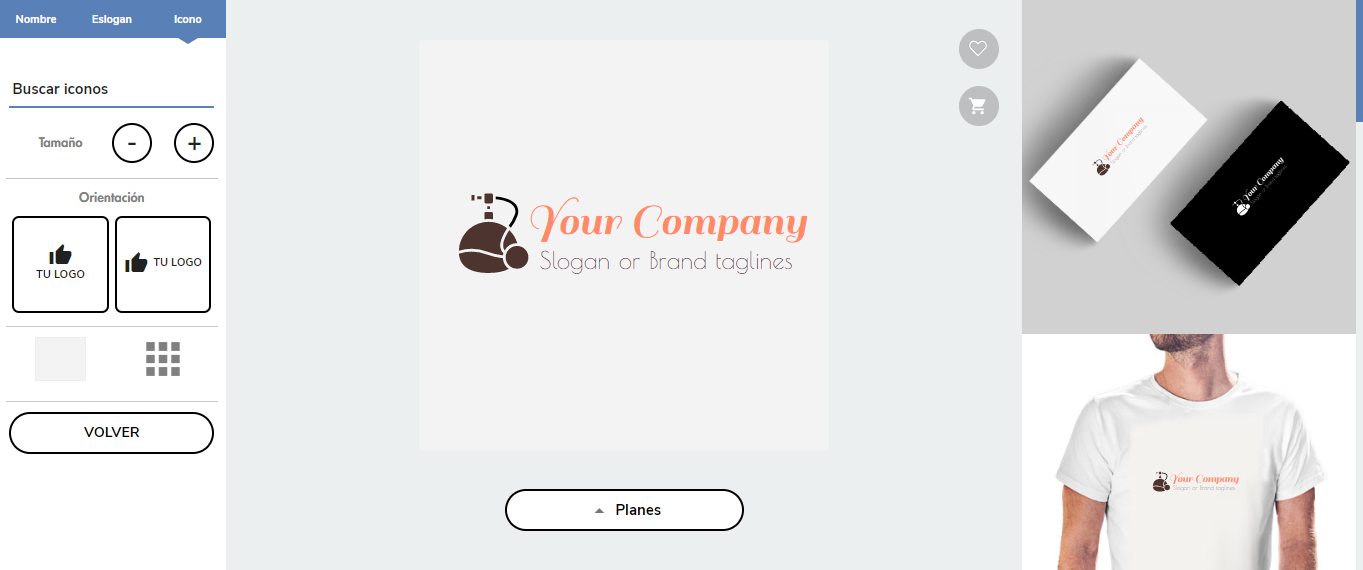 Nombre
Eslogan
Icono
Buscar iconos
Tamaño
-
+
Orientación
TU LOGO
TU LOGO
VOLVER
Your Company
Slogan or Brand taglines
Planes
Your Company
Slogan or Brand taglines
Your Company
Slogan or Brand taglines
Your Company
Slogan or Brand taglines